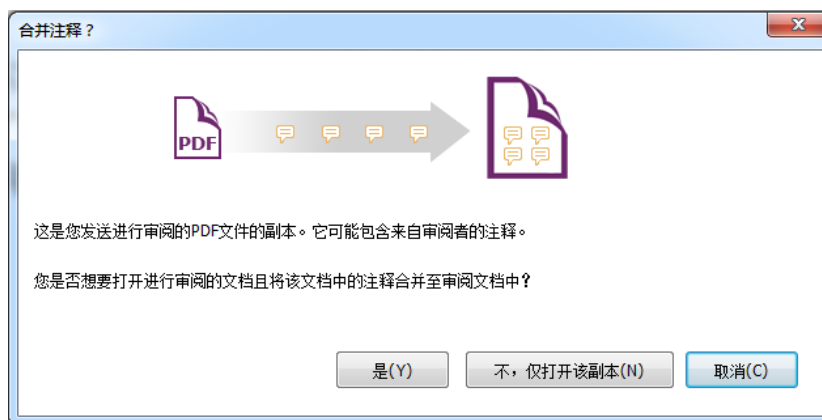 合并注释？
PDF
这是您发送进行审阅的PDF文件的副本。它可能包含来自审阅者的注释。
您是否想要打开进行审阅的文档且将该文档中的注释合并至审阅文档中？
是(Y)
不，仅打开该副本(N)
取消(C)